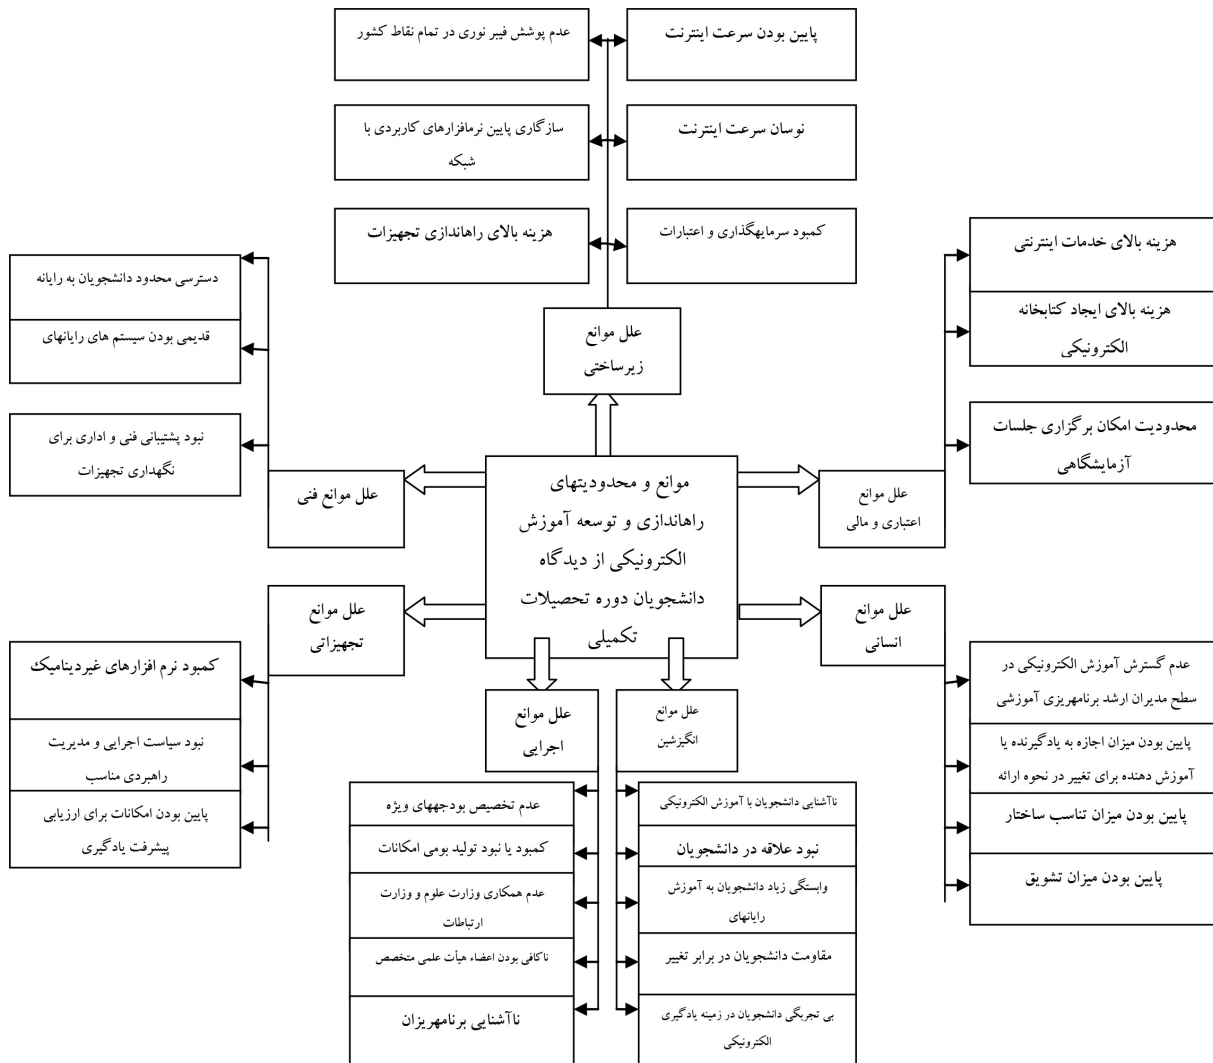 پایین بودن سرعت اینترنت
عدم پوشش فیبر نوری در تمام نقاط کشور
نوسان سرعت اینترنت
سازگاری پایین نرمافزارهای کاربردی با
شبکه
کمبود سرمایهگذاری و اعتبارات
هزینه بالای راهاندازی تجهیزات
علل موانع
زیرساختی
هزینه بالای خدمات اینترنتی
هزینه بالای ایجاد کتابخانه
الکترونیکی
محدودیت امکان برگزاری جلسات
آزمایشگاهی
علل موانع
اعتباری و مالی
دسترسی محدود دانشجویان به رایانه
قدیمی بودن سیستم های رایانهای
نبود پشتیبانی فنی و اداری برای
نگهداری تجهیزات
علل موانع فنی
موانع و محدودیتهای
راهاندازی و توسعه آموزش
الکترونیکی از دیدگاه
دانشجویان دوره تحصیلات
تکمیلی
علل موانع
انسانی
عدم گسترش آموزش الکترونیکی در
سطح مدیران ارشد برنامهریزی آموزشی
پایین بودن میزان اجازه به یادگیرنده یا
آموزش دهنده برای تغییر در نحوه ارائه
پایین بودن میزان تناسب ساختار
پایین بودن میزان تشویق
علل موانع
تجهیزاتی
کمبود نرم افزارهای غیردینامیک
نبود سیاست اجرایی و مدیریت
راهبردی مناسب
پایین بودن امکانات برای ارزیابی
پیشرفت یادگیری
علل موانع
انگیزشین
ناآشنایی دانشجویان با آموزش الکترونیکی
نبود علاقه در دانشجویان
وابستگی زیاد دانشجویان به آموزش
رایانهای
مقاومت دانشجویان در برابر تغییر
بی تجربگی دانشجویان در زمینه یادگیری
الکترونیکی
علل موانع
اجرایی
عدم تخصیص بودجههای ویژه
کمبود یا نبود تولید بومی امکانات
عدم همکاری وزارت علوم و وزارت
ارتباطات
ناکافی بودن اعضاء هیأت علمی متخصص
ناآشنایی برنامهریزان